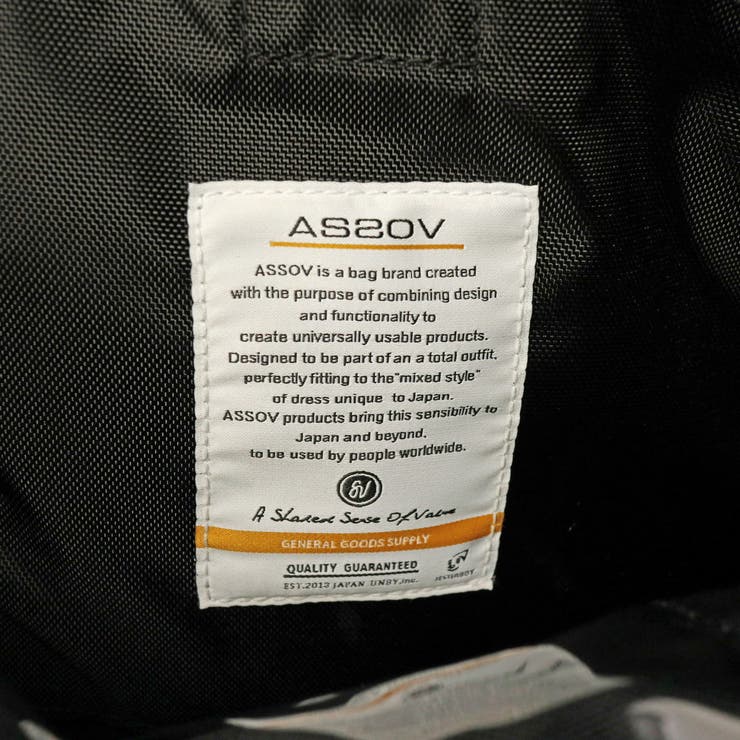 ASSOV
ASSOV is a bag brand created
with the purpose of combining design
and functionality to
create universally usable products.
Designed to be part of an a total outfit,
perfectly fitting to the "mixed style"
of dress unique to Japan.
ASSOV products bring this sensibility to
Japan and beyond,
to be used by people worldwide.
SV
A Shared Sense Of Value
GENERAL GOODS SUPPLY
QUALITY GUARANTEED
EST.2013 JAPAN UNBY,Inc.